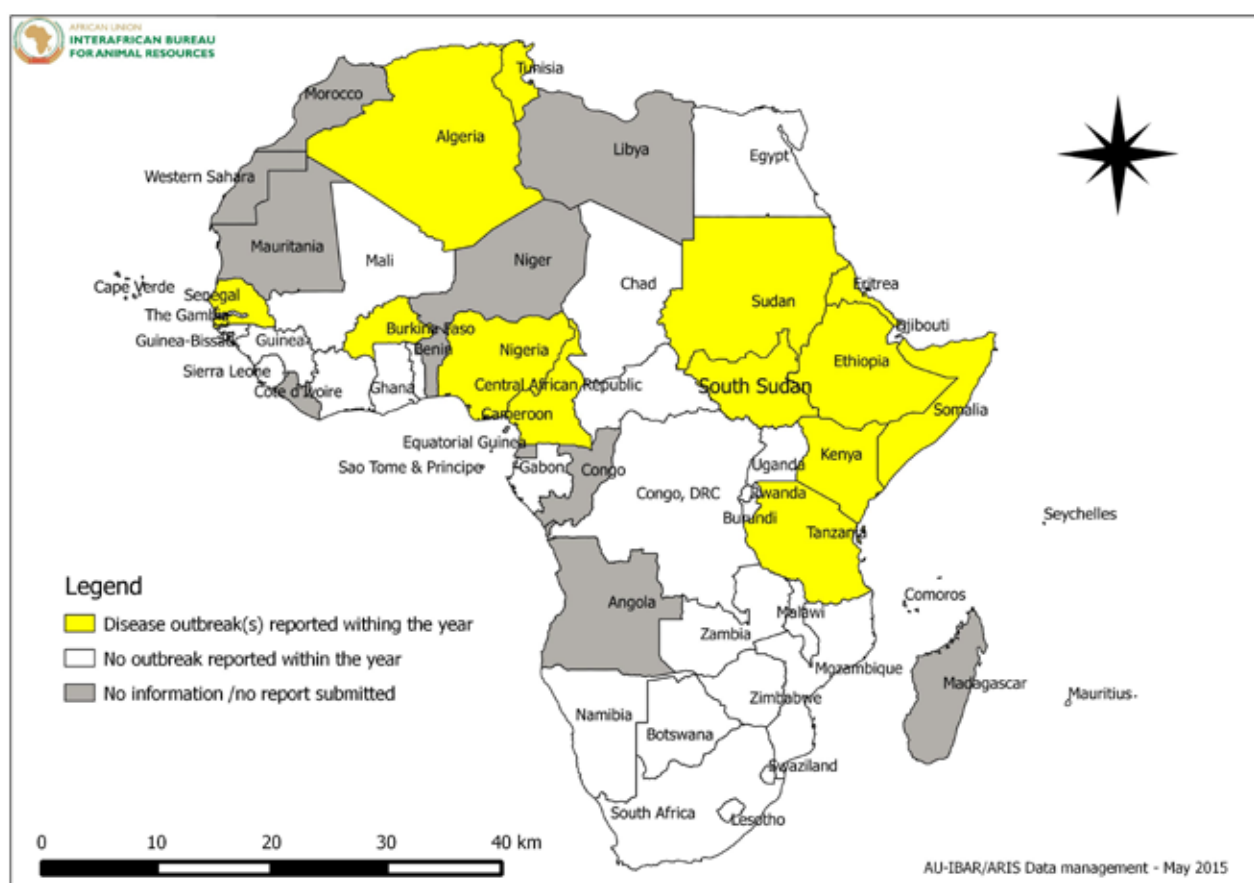 AFRICAN UNION
INTERAFRICAN BUREAU
FOR ANIMAL RESOURCES
Tunisia
Morocco
Algeria
Libya
Egypt
Western Sahara
Mauritania
Mali
Niger
Chad
Sudan
Eritrea
Cape Verde
Senegal
The Gambia
Guinea-Bissau
Guinea
Burkina Faso
Benin
Nigeria
Djibouti
Ethiopia
Sierra Leone
Cote d'Ivoire
Ghana
Central African Republic
South Sudan
Somalia
Cameroon
Equatorial Guinea
Sao Tome & Principe
Gabon
Congo
Congo, DRC
Uganda
Kenya
Rwanda
Burundi
Tanzania
Seychelles
Comoros
Angola
Zambia
Malawi
Mozambique
Madagascar
Mauritius
Zimbabwe
Namibia
Botswana
Swaziland
South Africa
Lesotho
Legend
Disease outbreak(s) reported withing the year
No outbreak reported within the year
No information /no report submitted
0 10 20 30 40 km
AU-IBAR/ARIS Data management - May 2015